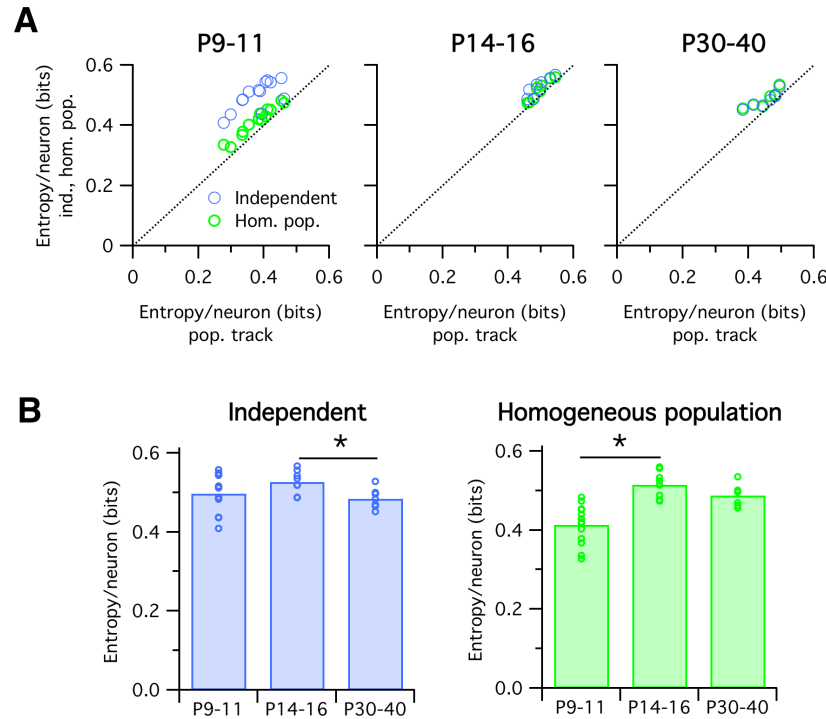 A
P9-11
P14-16
P30-40
Entropy/neuron (bits)
ind., hom. pop.
0.6
0.4
0.2
0
Independent
Hom. pop.
0 0.2 0.4 0.6
0 0.2 0.4 0.6
0 0.2 0.4 0.6
Entropy/neuron (bits)
pop. track
Entropy/neuron (bits)
pop. track
Entropy/neuron (bits)
pop. track
B
Independent
Entropy/neuron (bits)
0.6
0.4
0.2
0.0
*
P9-11 P14-16 P30-40
Homogeneous population
Entropy/neuron (bits)
0.6
0.4
0.2
0.0
*
P9-11 P14-16 P30-40